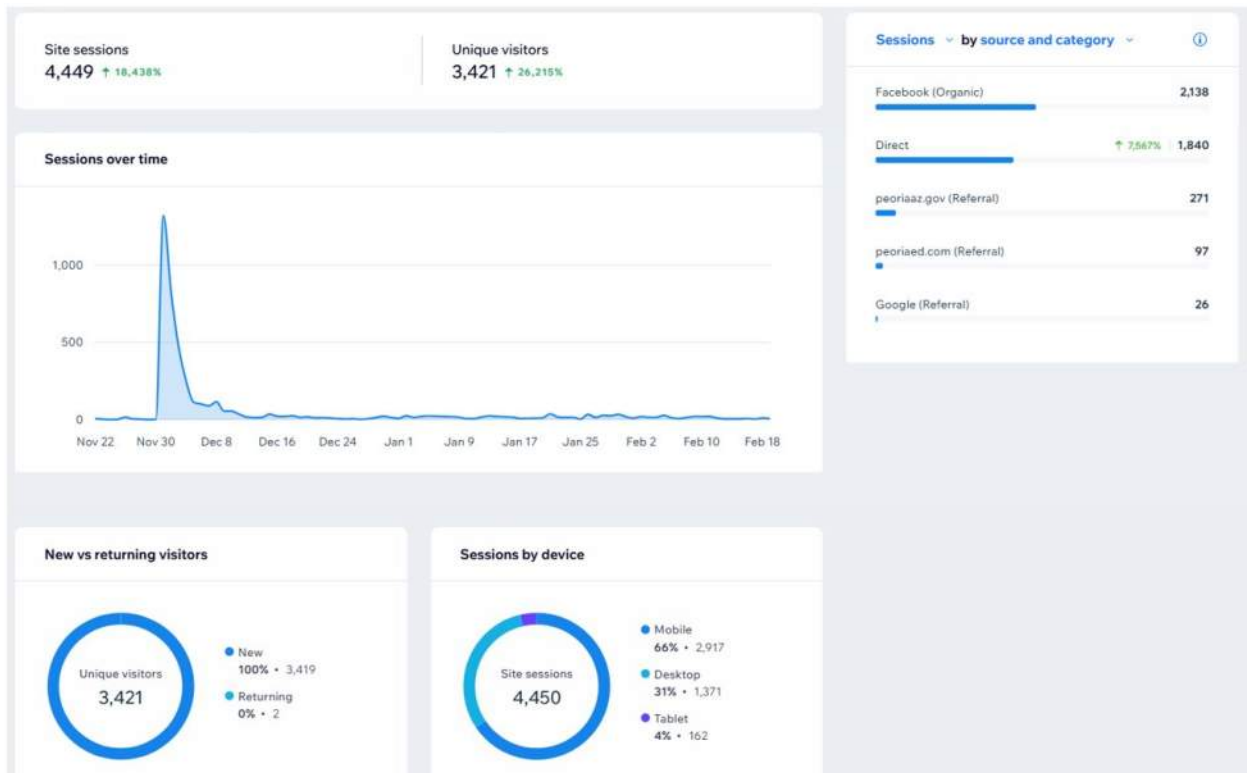 Site sessions
4,449 ↑ 18,438%
Unique visitors
3,421 ↑ 26,215%
Sessions by source and category
Facebook (Organic) 2,138
Direct ↑ 7,567% 1,840
peoriaaz.gov (Referral) 271
peoriaed.com (Referral) 97
Google (Referral) 26
Sessions over time
1,000
500
0
Nov 22 Nov 30 Dec 8 Dec 16 Dec 24 Jan 1 Jan 9 Jan 17 Jan 25 Feb 2 Feb 10 Feb 18
New vs returning visitors
Unique visitors
3,421
New
100% • 3,419
Returning
0% • 2
Sessions by device
Site sessions
4,450
Mobile
66% • 2,917
Desktop
31% • 1,371
Tablet
4% • 162